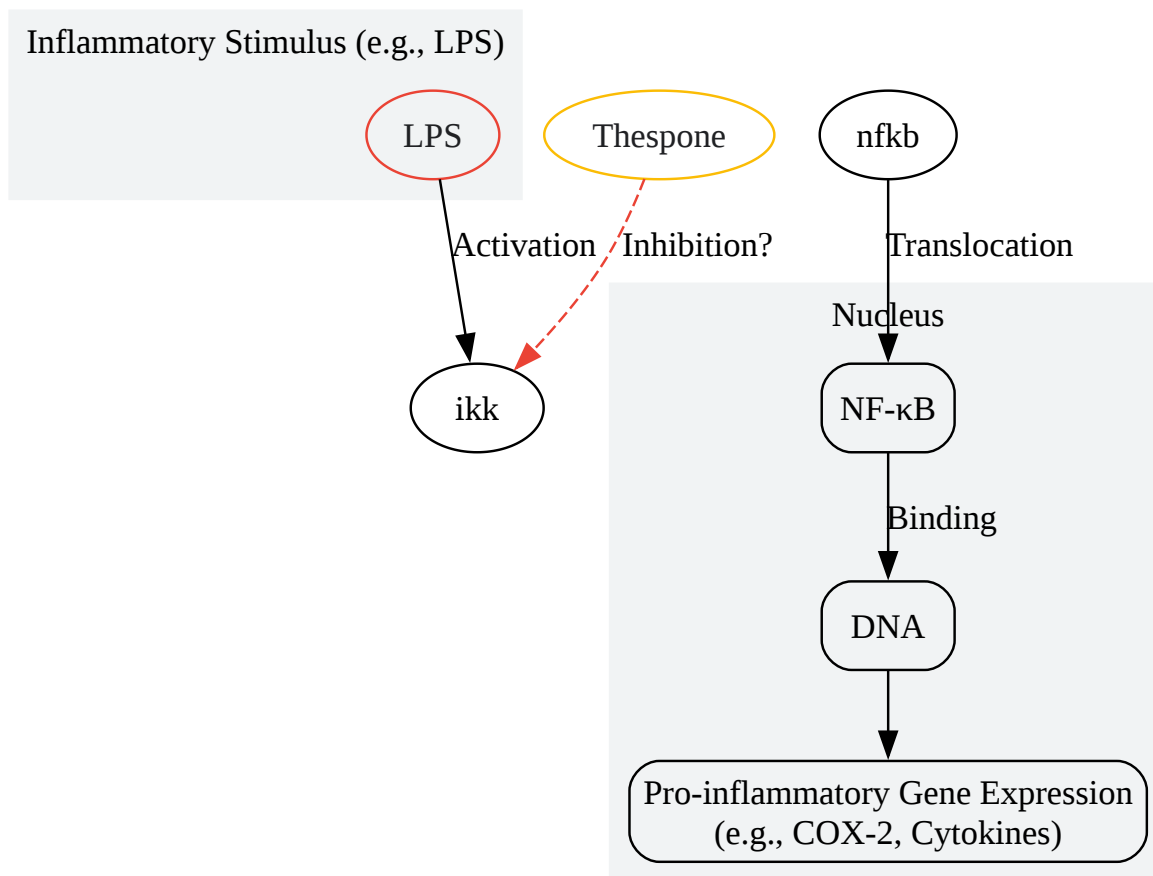 Inflammatory Stimulus (e.g., LPS)
LPS
Thespone
nfkb
Activation
Inhibition?
Translocation
Nucleus
ikk
NF-κB
Binding
DNA
Pro-inflammatory Gene Expression
(e.g., COX-2, Cytokines)